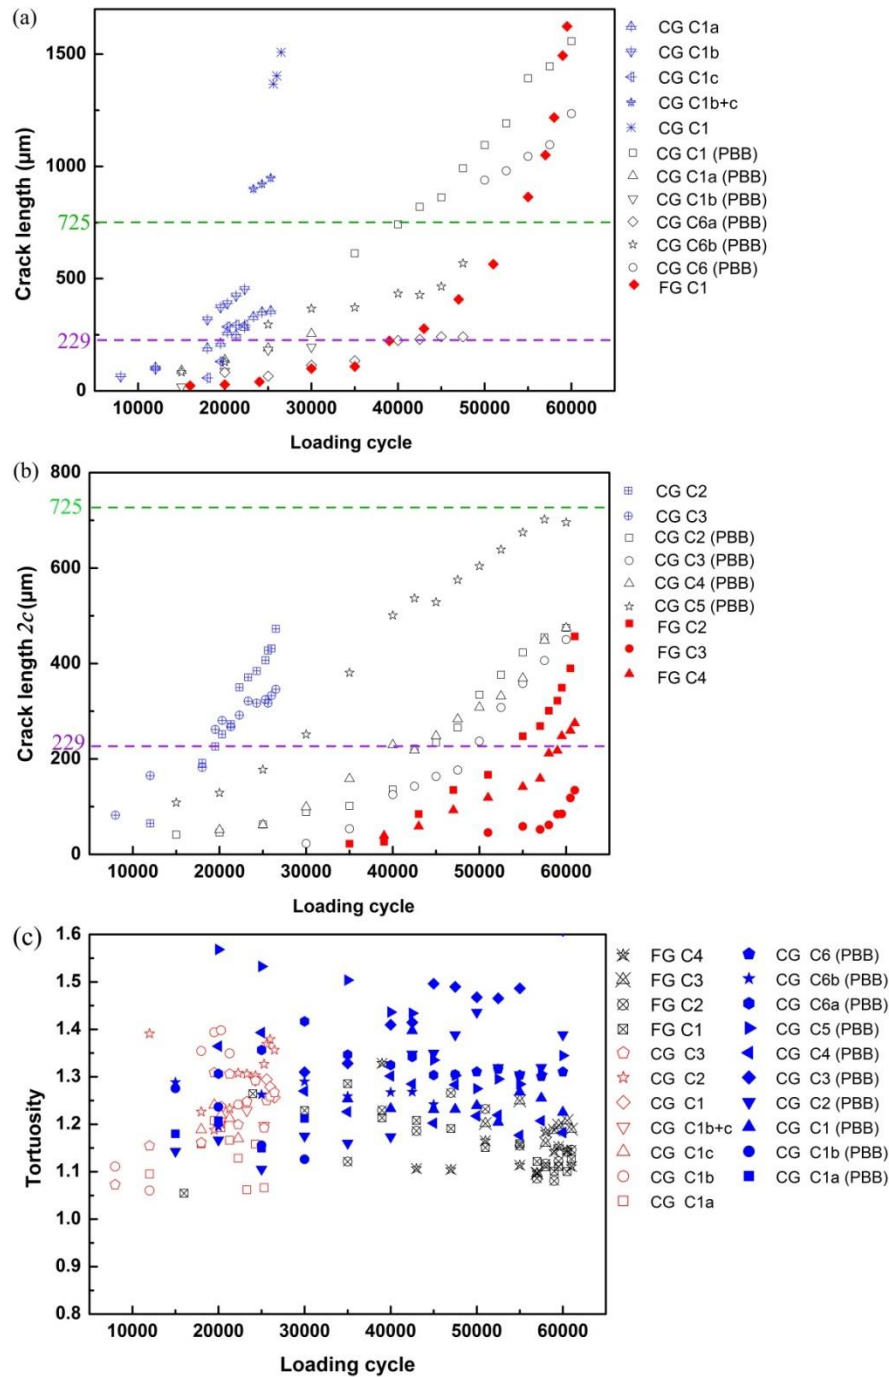 (a)
1500
1000
725
500
229
0
Crack length (μm)
10000 20000 30000 40000 50000 60000
Loading cycle
CG C1a
CG C1b
CG C1c
CG C1b+c
CG C1
CG C1 (PBB)
CG C1a (PBB)
CG C1b (PBB)
CG C6a (PBB)
CG C6b (PBB)
CG C6 (PBB)
FG C1
(b)
800
725
600
400
229
200
0
Crack length 2c (μm)
10000 20000 30000 40000 50000 60000
Loading cycle
CG C2
CG C3
CG C2 (PBB)
CG C3 (PBB)
CG C4 (PBB)
CG C5 (PBB)
FG C2
FG C3
FG C4
(c)
1.6
1.5
1.4
1.3
1.2
1.1
1.0
0.9
0.8
Tortuosity
10000 20000 30000 40000 50000 60000
Loading cycle
FG C4
FG C3
FG C2
FG C1
CG C3
CG C2
CG C1
CG C1b+c
CG C1c
CG C1b
CG C1a
CG C6 (PBB)
CG C6b (PBB)
CG C6a (PBB)
CG C5 (PBB)
CG C4 (PBB)
CG C3 (PBB)
CG C2 (PBB)
CG C1 (PBB)
CG C1b (PBB)
CG C1a (PBB)